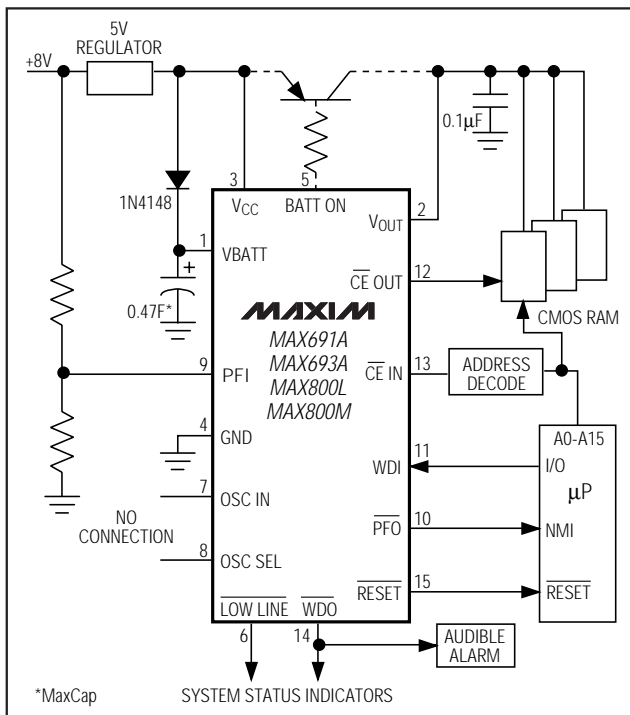 5V
REGULATOR
+8V
0.1µF
3
5
1N4148
VCC
BATT ON
VOUT
2
1
VBATT
CE OUT
12
0.47F*
MAXIM
CMOS RAM
MAX691A
MAX693A
MAX800L
MAX800M
9
PFI
CE IN
13
ADDRESS
DECODE
4
GND
A0-A15
WDI
11
I/O
µP
7
OSC IN
NO
CONNECTION
PFO
10
NMI
8
OSC SEL
RESET
15
RESET
LOW LINE
WDO
6
14
AUDIBLE
ALARM
*MaxCap
SYSTEM STATUS INDICATORS